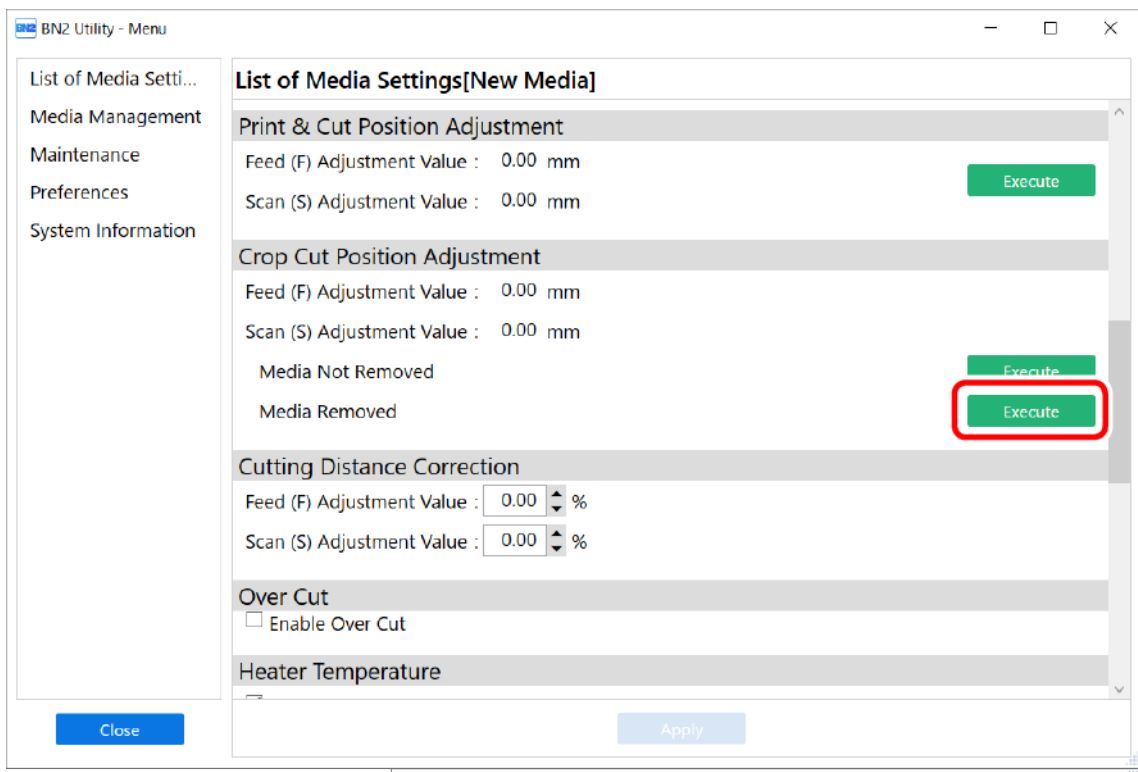 BN2 BN2 Utility - Menu
List of Media Setti...
Media Management
Maintenance
Preferences
System Information
List of Media Settings[New Media]
Print & Cut Position Adjustment
Feed (F) Adjustment Value : 0.00 mm
Execute
Scan (S) Adjustment Value : 0.00 mm
Crop Cut Position Adjustment
Feed (F) Adjustment Value : 0.00 mm
Scan (S) Adjustment Value : 0.00 mm
Media Not Removed Execute
Media Removed Execute
Cutting Distance Correction
Feed (F) Adjustment Value : 0.00 %
Scan (S) Adjustment Value : 0.00 %
Over Cut
Enable Over Cut
Heater Temperature
Close
Apply